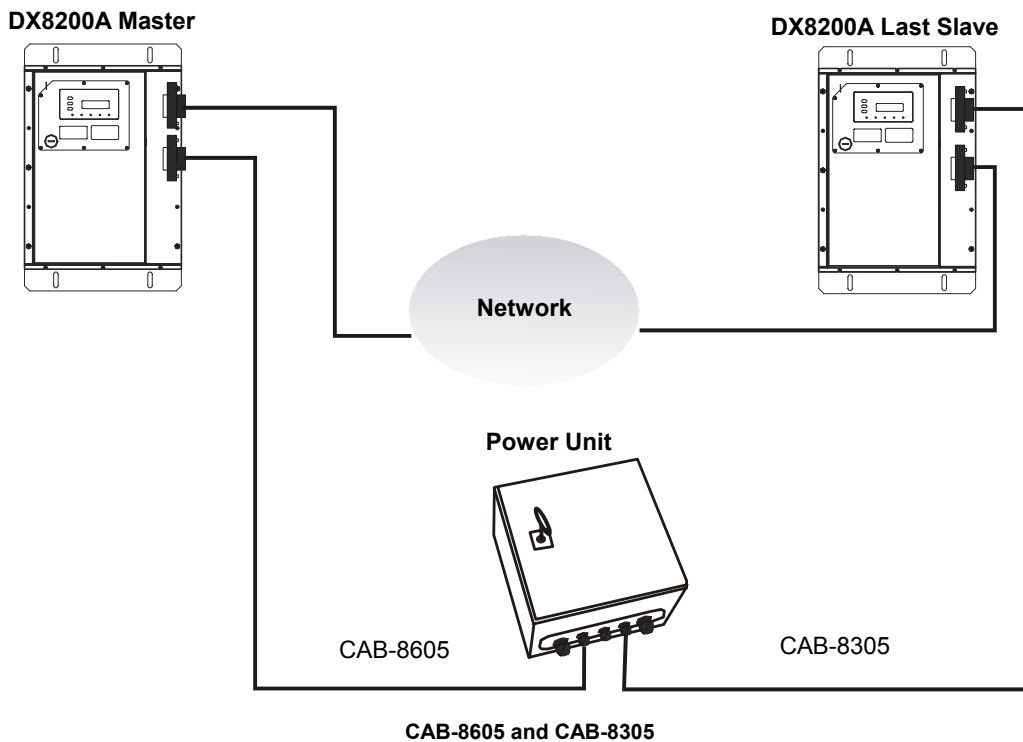 DX8200A Master
DX8200A Last Slave
Network
Power Unit
CAB-8605
CAB-8305
CAB-8605 and CAB-8305